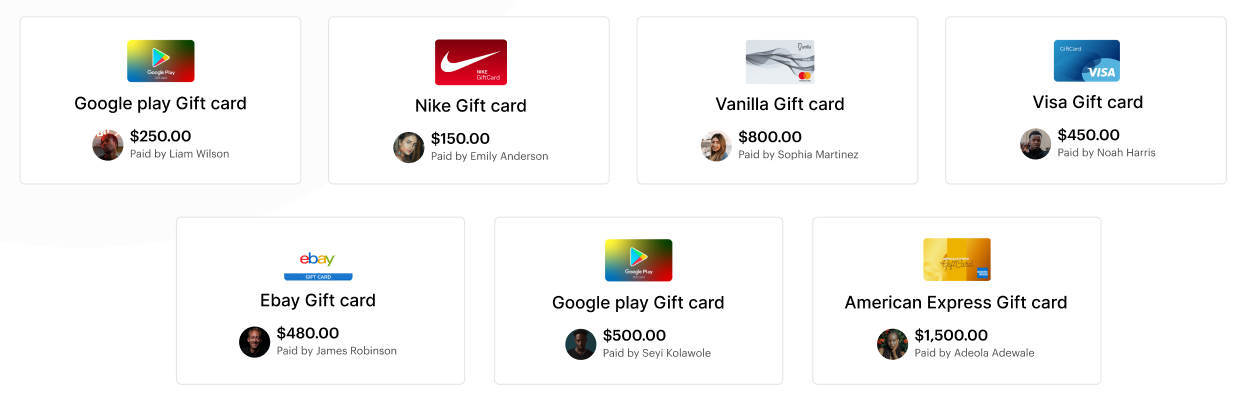 Google Play
Google play Gift card
$250.00
Paid by Liam Wilson
NIKE
GiftCard
Nike Gift card
$150.00
Paid by Emily Anderson
Vanilla
Vanilla Gift card
$800.00
Paid by Sophia Martinez
GiftCard
VISA
Visa Gift card
$450.00
Paid by Noah Harris
ebay
GIFT CARD
Ebay Gift card
$480.00
Paid by James Robinson
Google Play
Google play Gift card
$500.00
Paid by Seyi Kolawole
GiftCard
American Express Gift card
$1,500.00
Paid by Adeola Adewale